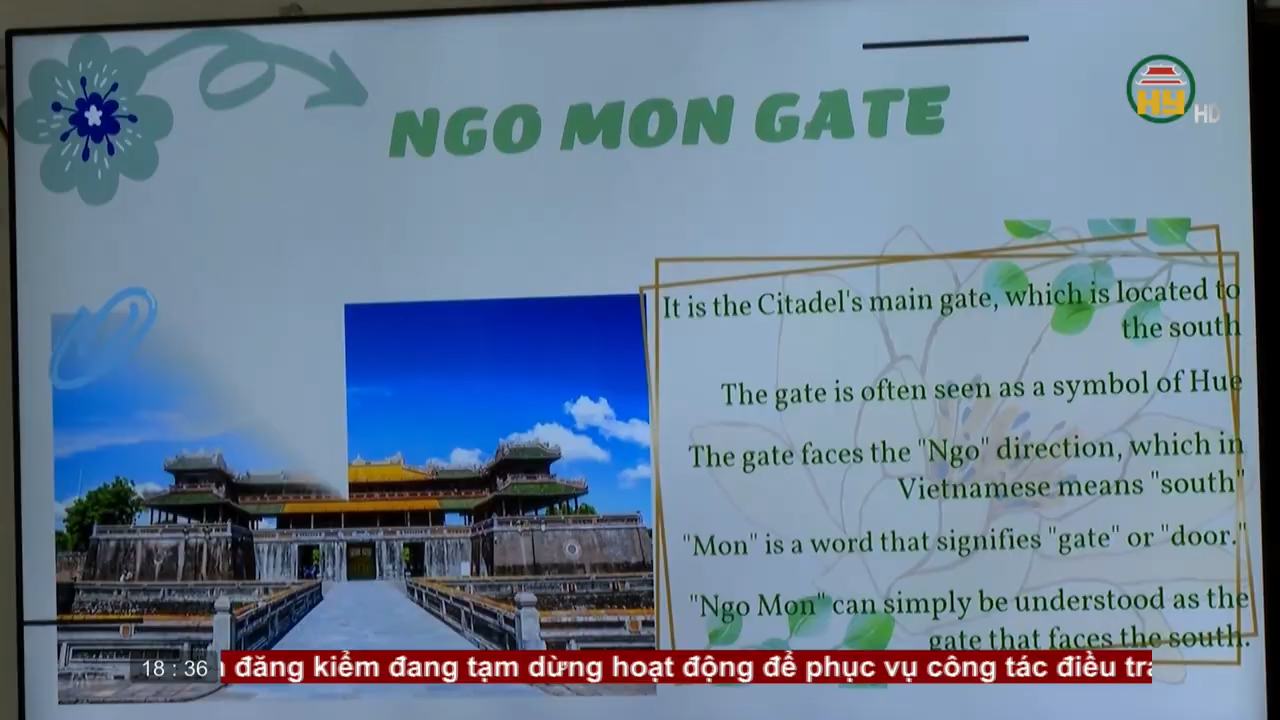 NGO MON GATE
HY
HD
It is the Citadel's main gate, which is located to
the south
The gate is often seen as a symbol of Hue
The gate faces the "Ngo" direction, which in
Vietnamese means "south"
"Mon" is a word that signifies "gate" or "door."
"Ngo Mon" can simply be understood as the
gate that faces the south.
18 : 36
đăng kiểm đang tạm dừng hoạt động để phục vụ công tác điều